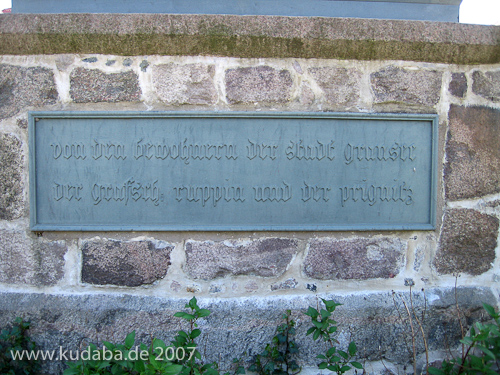 von den bewohnern der stadt gransee
der grafsch. ruppin und der prignitz
www.kudaba.de 2007